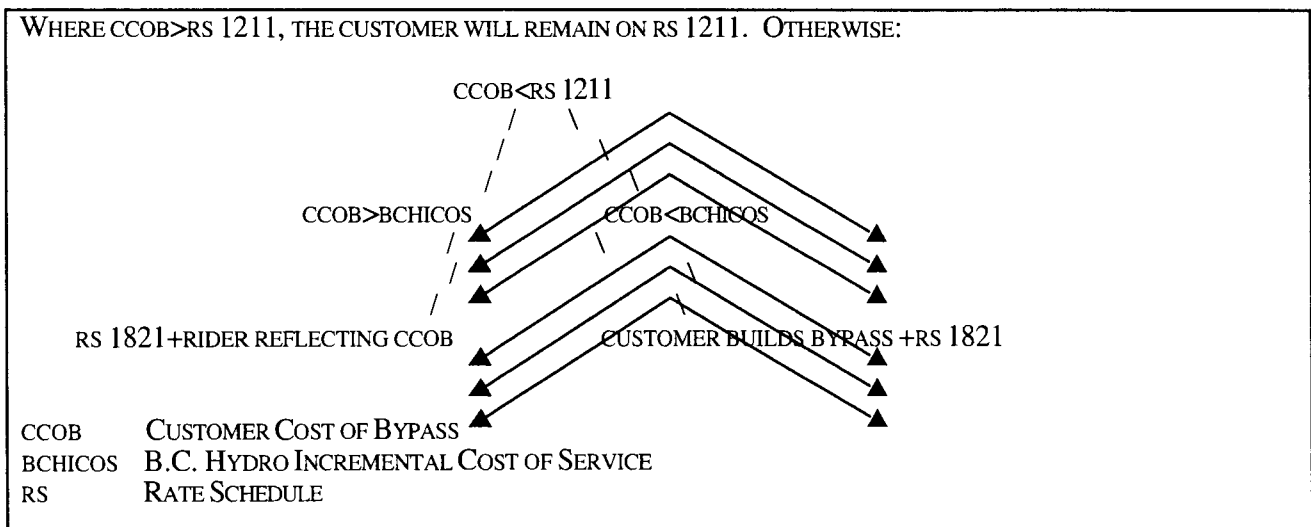 WHERE CCOB>RS 1211, THE CUSTOMER WILL REMAIN ON RS 1211. OTHERWISE:
CCOB<RS 1211
CCOB>BCHICOS CCOB<BCHICOS
RS 1821+RIDER REFLECTING CCOB CUSTOMER BUILDS BYPASS +RS 1821
CCOB CUSTOMER COST OF BYPASS
BCHICOS B.C. HYDRO INCREMENTAL COST OF SERVICE
RS RATE SCHEDULE